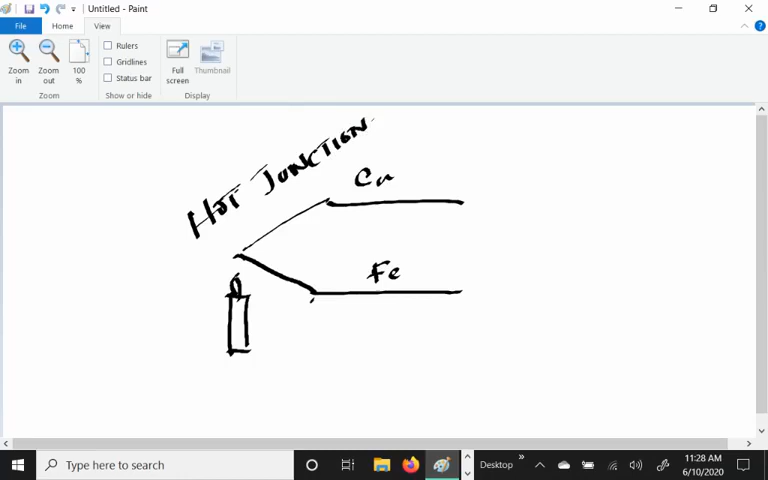 Untitled - Paint
File
Home
View
Zoom in
Zoom out
100 %
Rulers
Gridlines
Status bar
Full screen
Thumbnail
Zoom
Show or hide
Display
HOT JUNCTION
Cu
Fe
Type here to search
Desktop
11:28 AM
6/10/2020